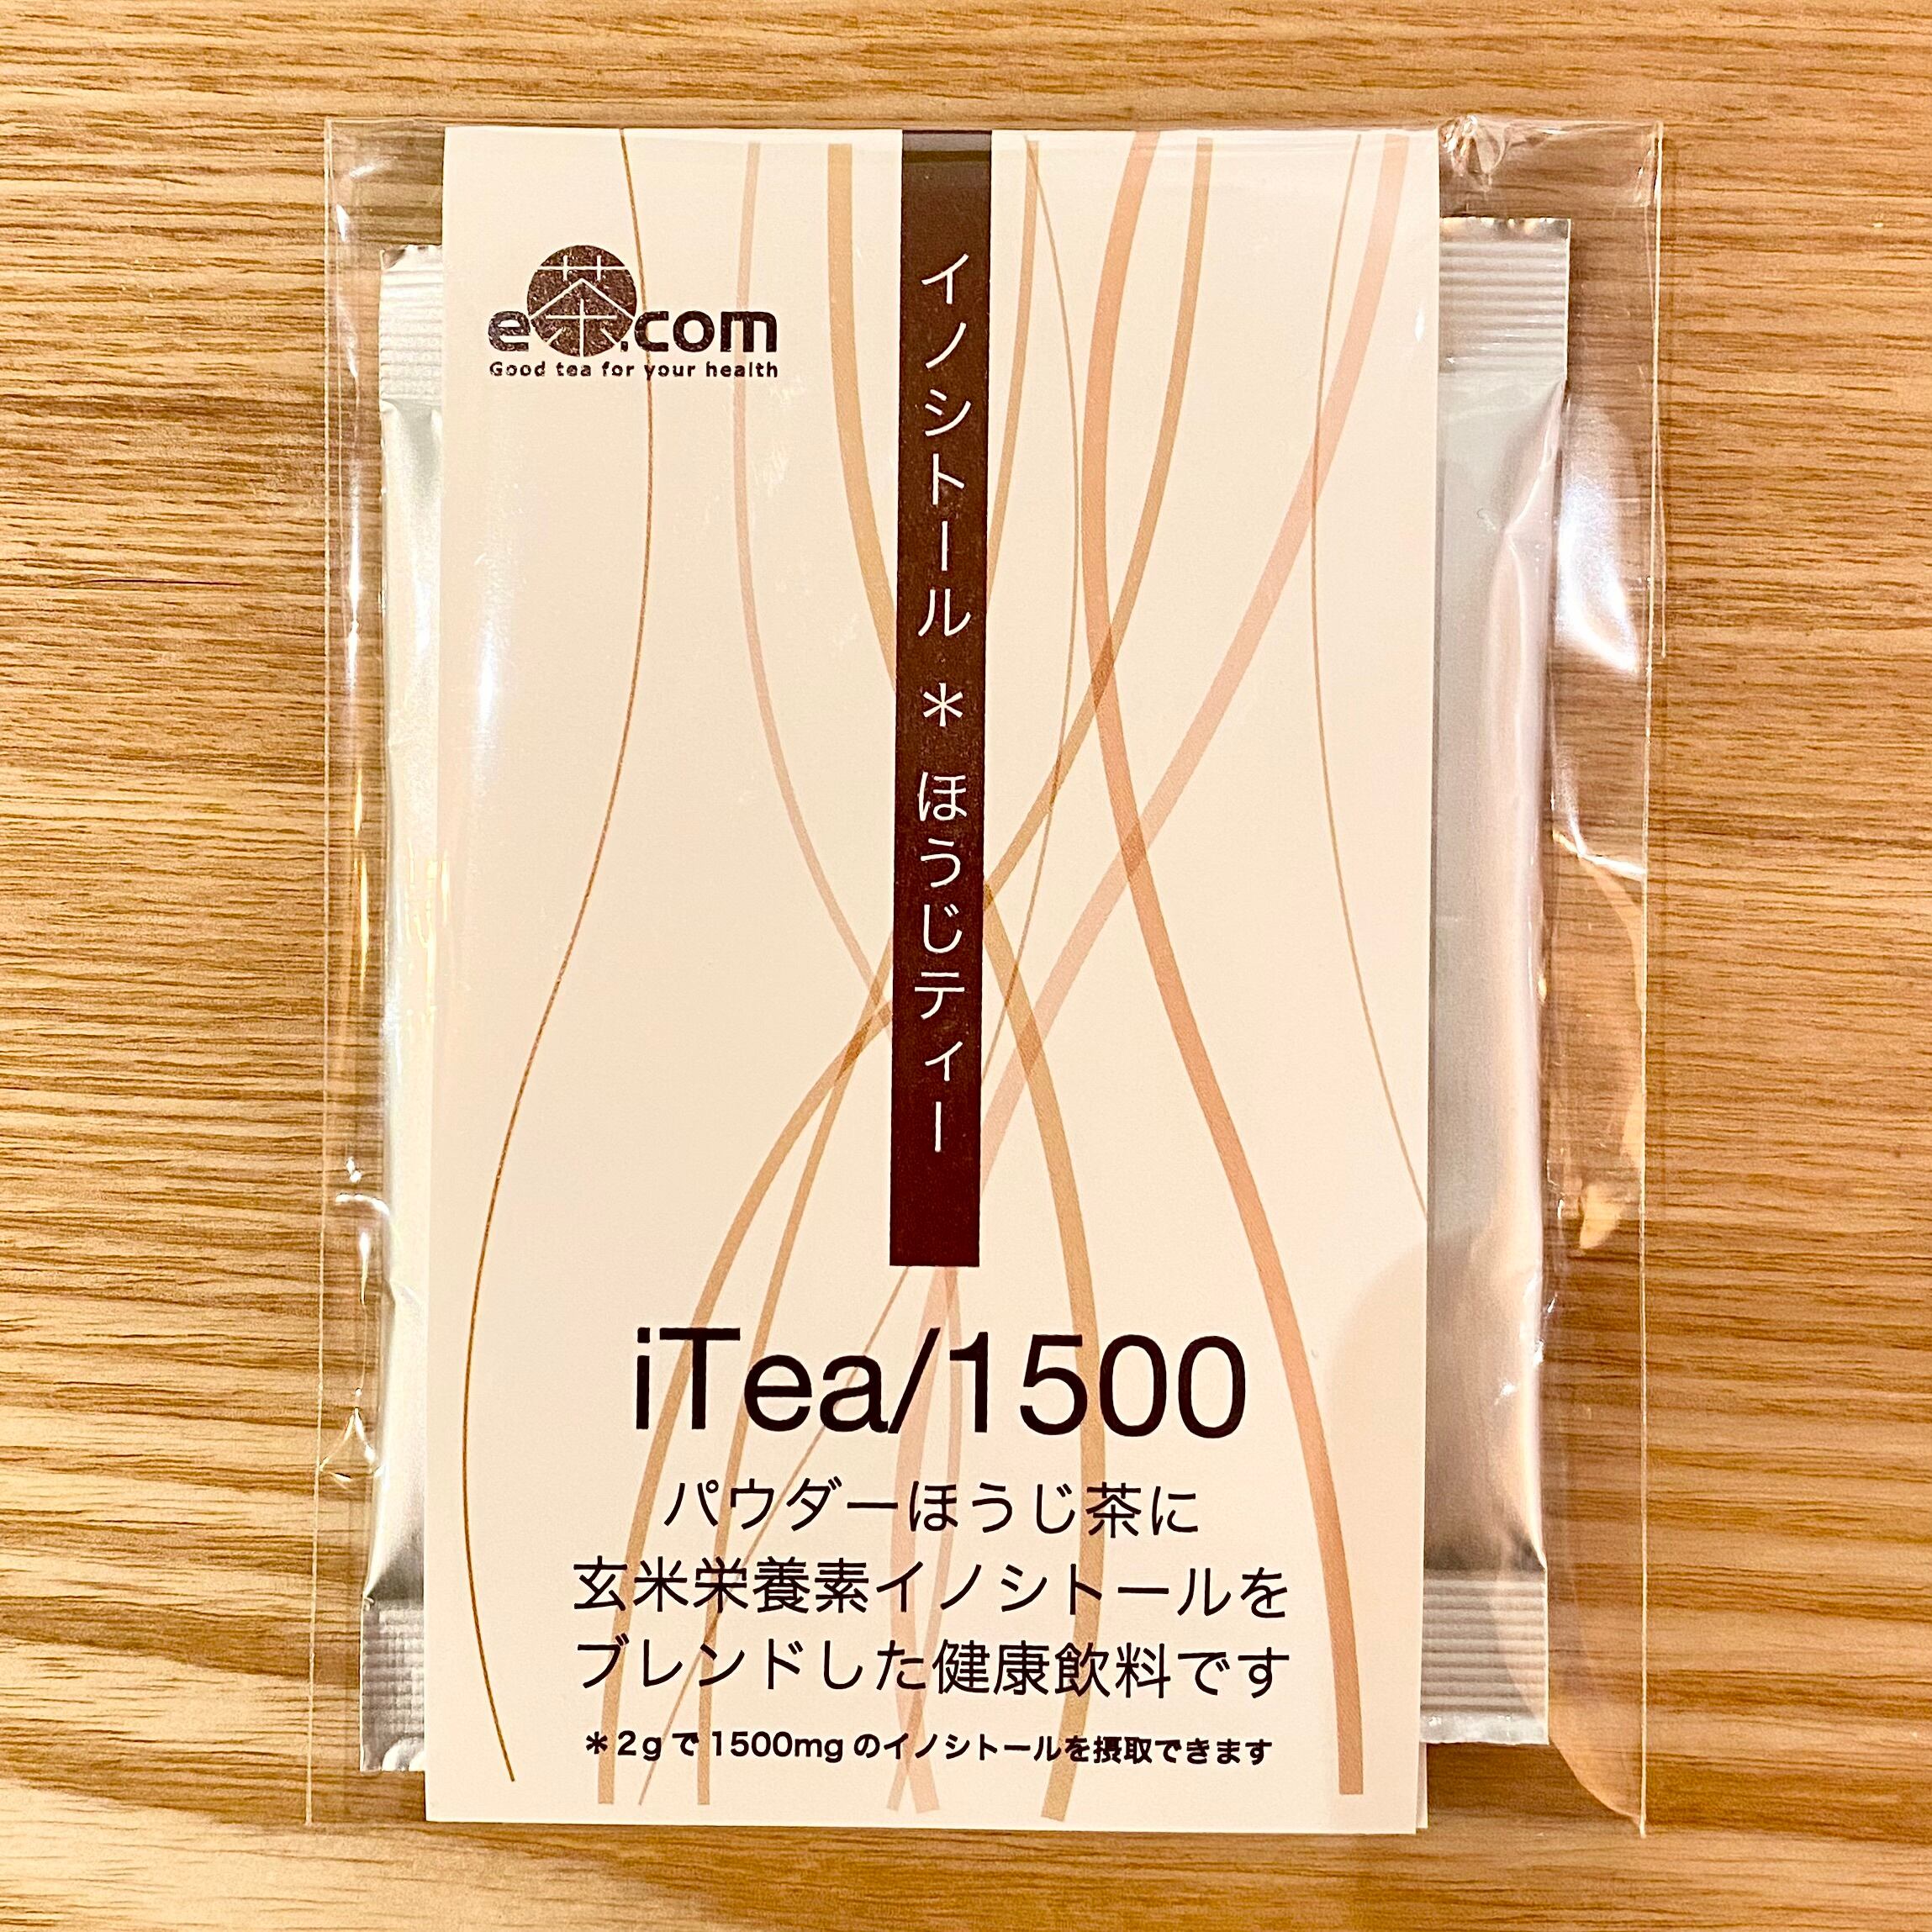 e茶.com
Good tea for your health
イノシトール＊ほうじティー
iTea/1500
パウダーほうじ茶に
玄米栄養素イノシトールを
ブレンドした健康飲料です
＊2gで1500mgのイノシトールを摂取できます